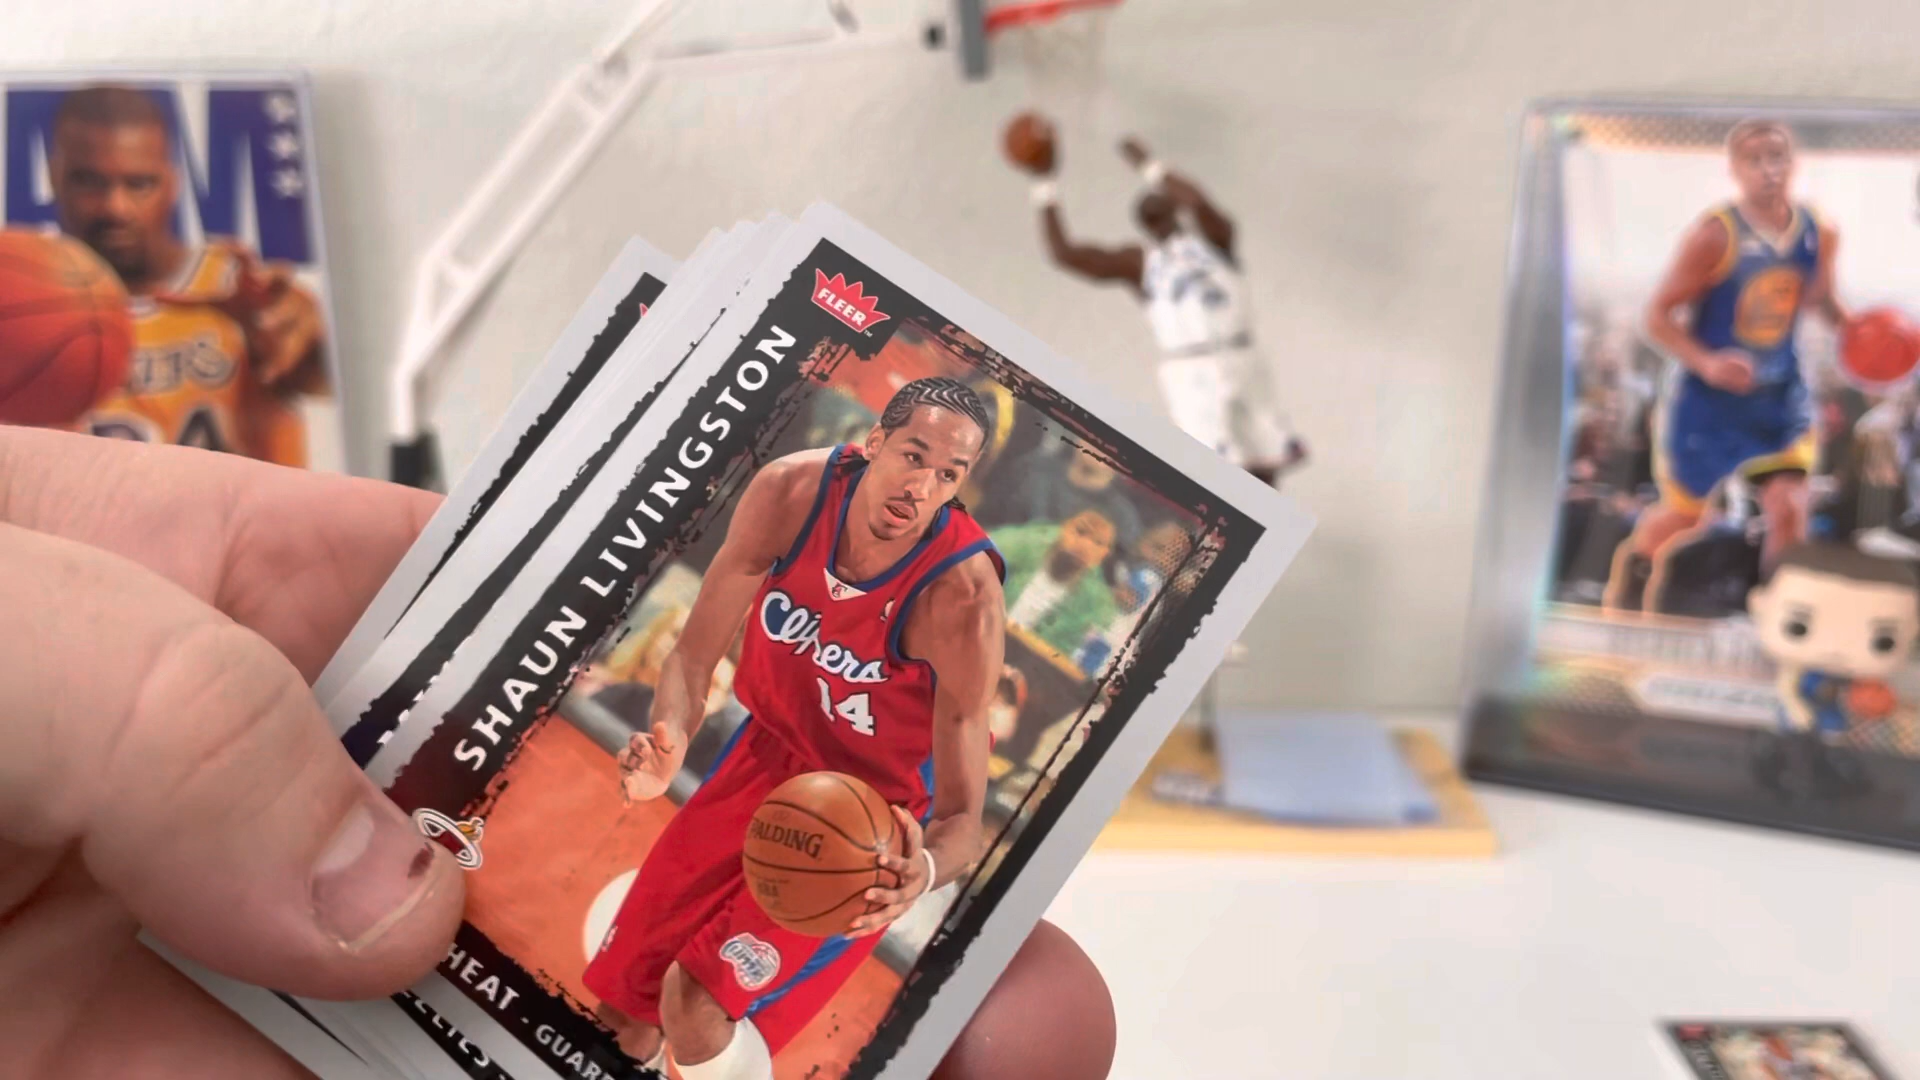 FLEER
SHAUN LIVINGSTON
Clippers
14
SPALDING
HEAT - GUARD